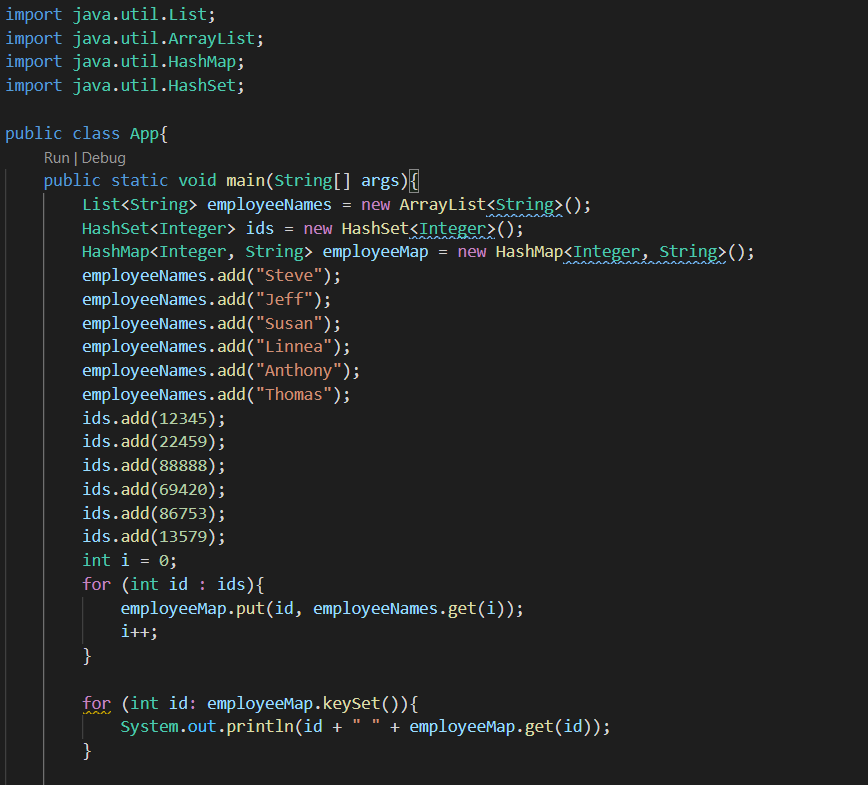 import java.util.List;
import java.util.ArrayList;
import java.util.HashMap;
import java.util.HashSet;
public class App{
Run | Debug
public static void main(String[] args){
List<String> employeeNames = new ArrayList<String>();
HashSet<Integer> ids = new HashSet<Integer>();
HashMap<Integer, String> employeeMap = new HashMap<Integer, String>();
employeeNames.add("Steve");
employeeNames.add("Jeff");
employeeNames.add("Susan");
employeeNames.add("Linnea");
employeeNames.add("Anthony");
employeeNames.add("Thomas");
ids.add(12345);
ids.add(22459);
ids.add(88888);
ids.add(69420);
ids.add(86753);
ids.add(13579);
int i = 0;
for (int id : ids){
employeeMap.put(id, employeeNames.get(i));
i++;
}
for (int id: employeeMap.keySet()){
System.out.println(id + " " + employeeMap.get(id));
}